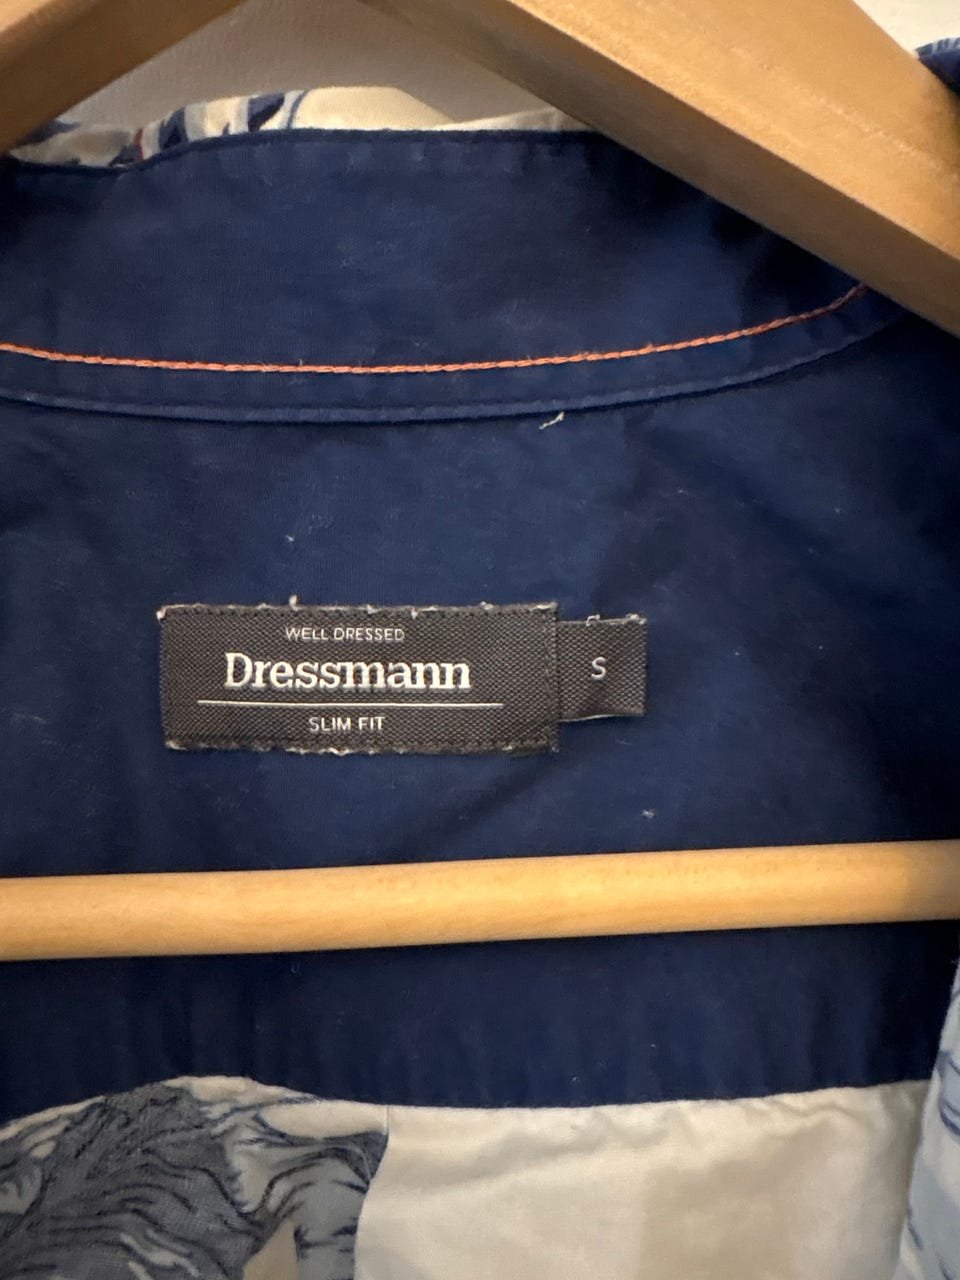 WELL DRESSED
Dressmann
SLIM FIT
S